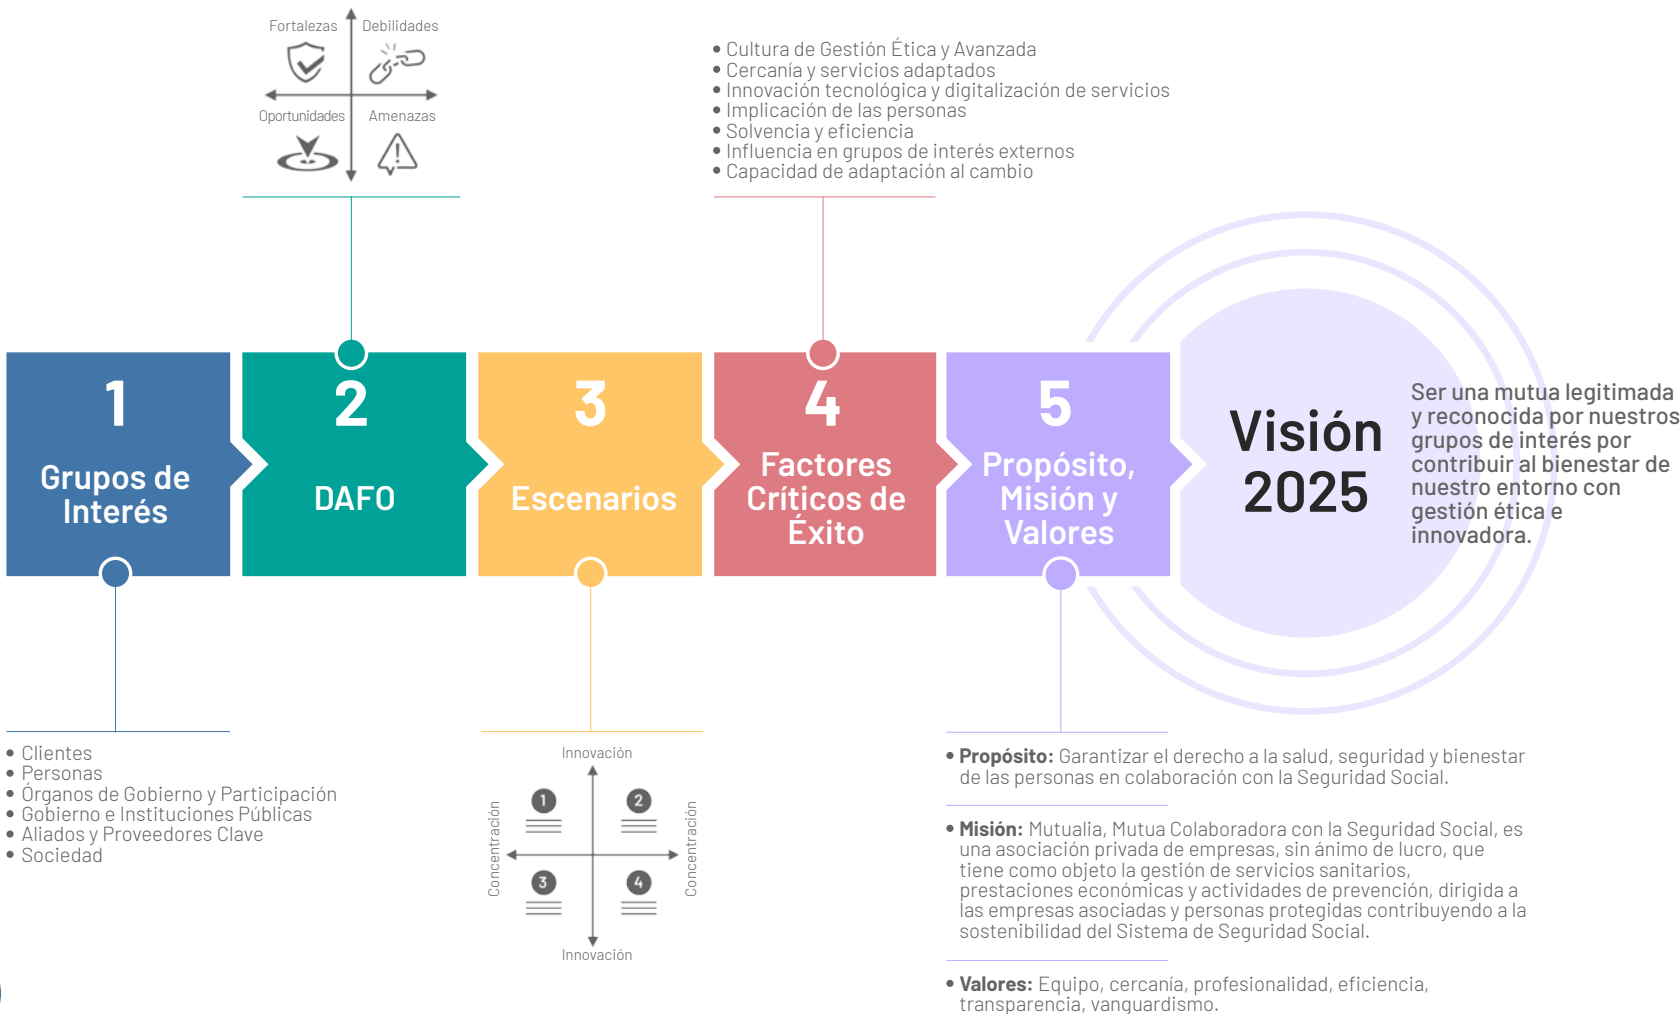 Fortalezas
Debilidades
Oportunidades
Amenazas
• Cultura de Gestión Ética y Avanzada
• Cercanía y servicios adaptados
• Innovación tecnológica y digitalización de servicios
• Implicación de las personas
• Solvencia y eficiencia
• Influencia en grupos de interés externos
• Capacidad de adaptación al cambio
1
Grupos de
Interés
2
DAFO
3
Escenarios
4
Factores
Críticos de
Éxito
5
Propósito,
Misión y
Valores
Visión
2025
Ser una mutua legitimada
y reconocida por nuestros
grupos de interés por
contribuir al bienestar de
nuestro entorno con
gestión ética e
innovadora.
• Clientes
• Personas
• Órganos de Gobierno y Participación
• Gobierno e Instituciones Públicas
• Aliados y Proveedores Clave
• Sociedad
Innovación
Concentración
1
2
3
4
Concentración
Innovación
• Propósito: Garantizar el derecho a la salud, seguridad y bienestar
de las personas en colaboración con la Seguridad Social.
• Misión: Mutualia, Mutua Colaboradora con la Seguridad Social, es
una asociación privada de empresas, sin ánimo de lucro, que
tiene como objeto la gestión de servicios sanitarios,
prestaciones económicas y actividades de prevención, dirigida a
las empresas asociadas y personas protegidas contribuyendo a la
sostenibilidad del Sistema de Seguridad Social.
• Valores: Equipo, cercanía, profesionalidad, eficiencia,
transparencia, vanguardismo.